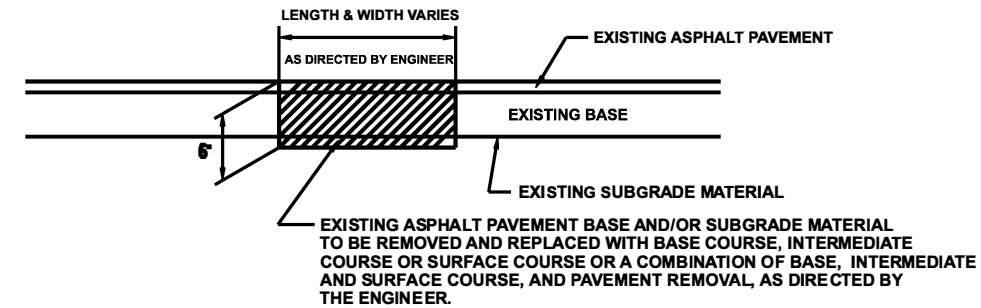 LENGTH & WIDTH VARIES
AS DIRECTED BY ENGINEER
EXISTING ASPHALT PAVEMENT
EXISTING BASE
6"
EXISTING SUBGRADE MATERIAL
EXISTING ASPHALT PAVEMENT BASE AND/OR SUBGRADE MATERIAL
TO BE REMOVED AND REPLACED WITH BASE COURSE, INTERMEDIATE
COURSE OR SURFACE COURSE OR A COMBINATION OF BASE, INTERMEDIATE
AND SURFACE COURSE, AND PAVEMENT REMOVAL, AS DIRECTED BY
THE ENGINEER.